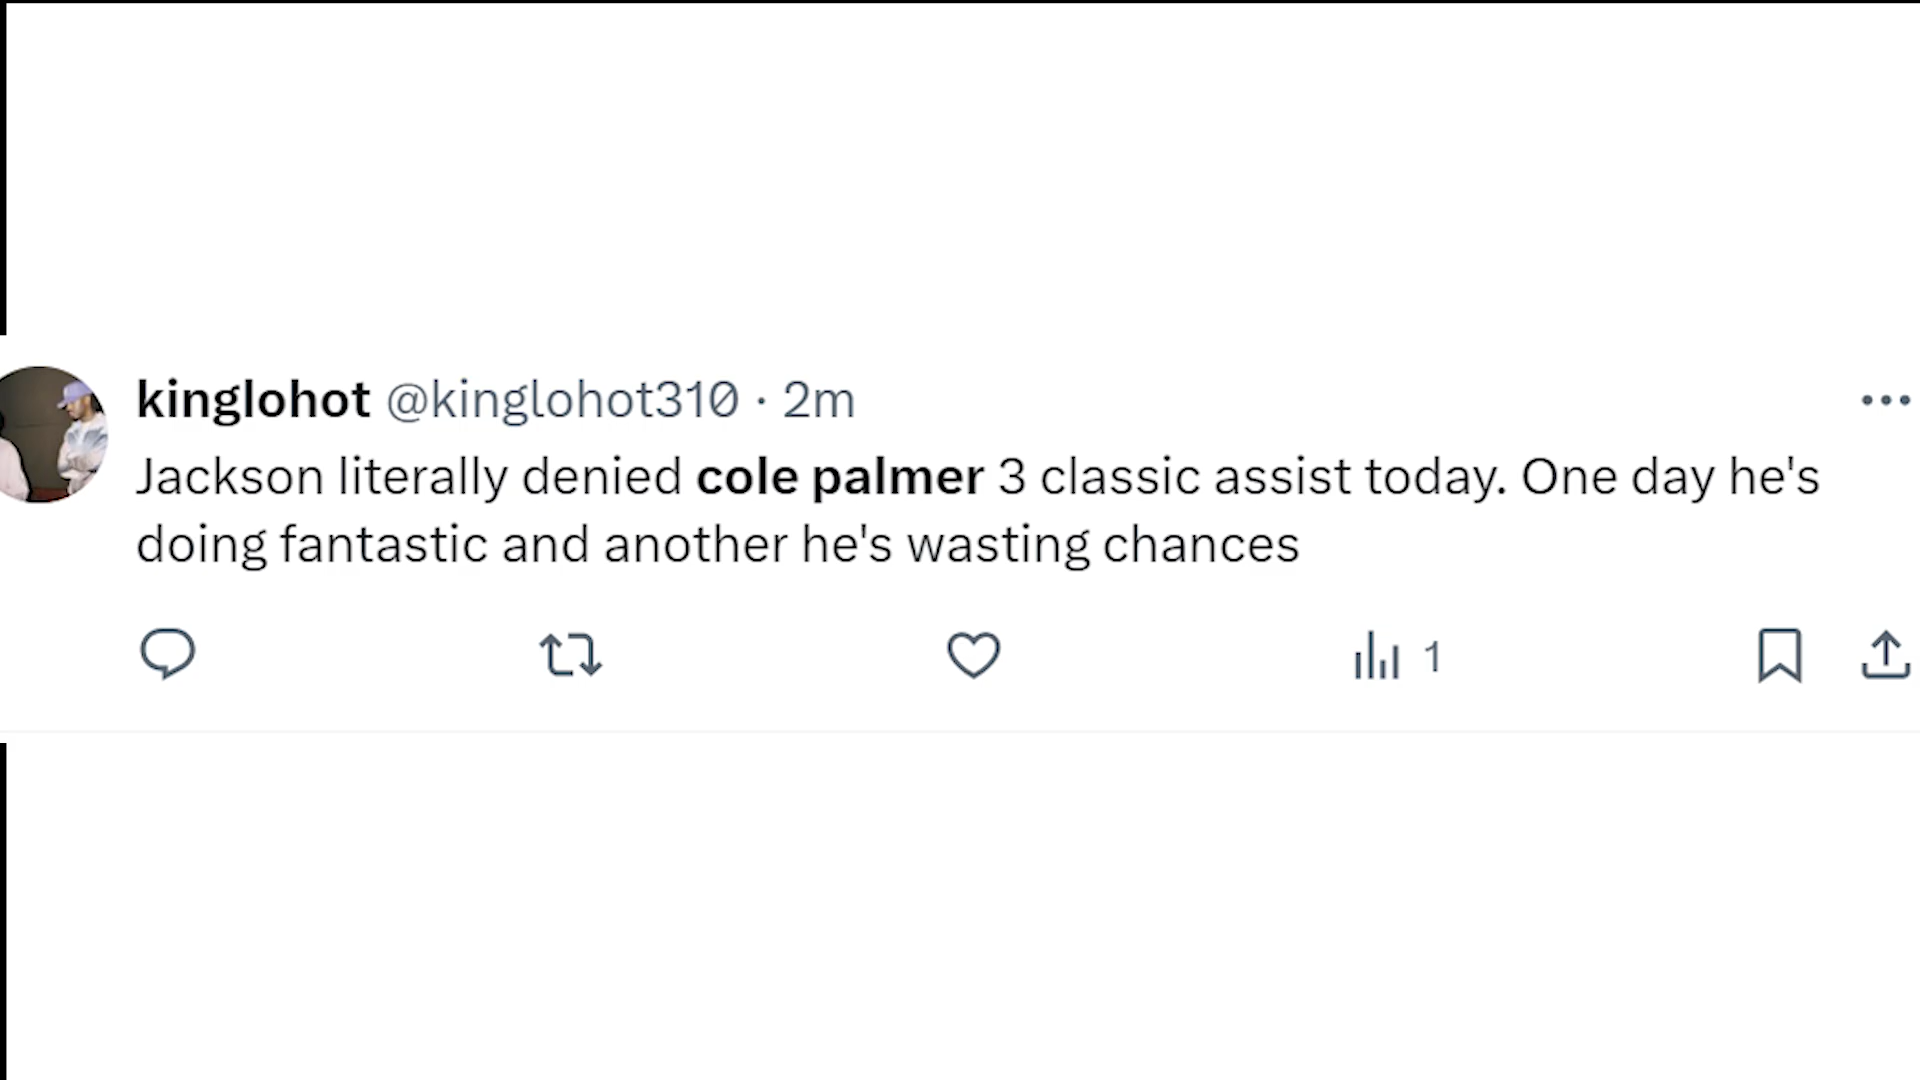 kinglohot @kinglohot310 · 2m
Jackson literally denied cole palmer 3 classic assist today. One day he's
doing fantastic and another he's wasting chances
1